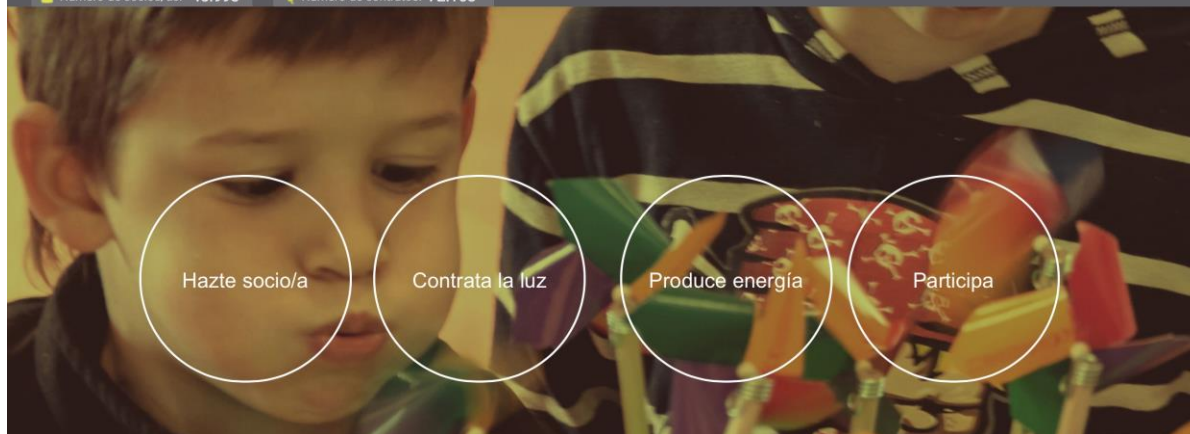 Hazte socio/a
Contrata la luz
Produce energía
Participa